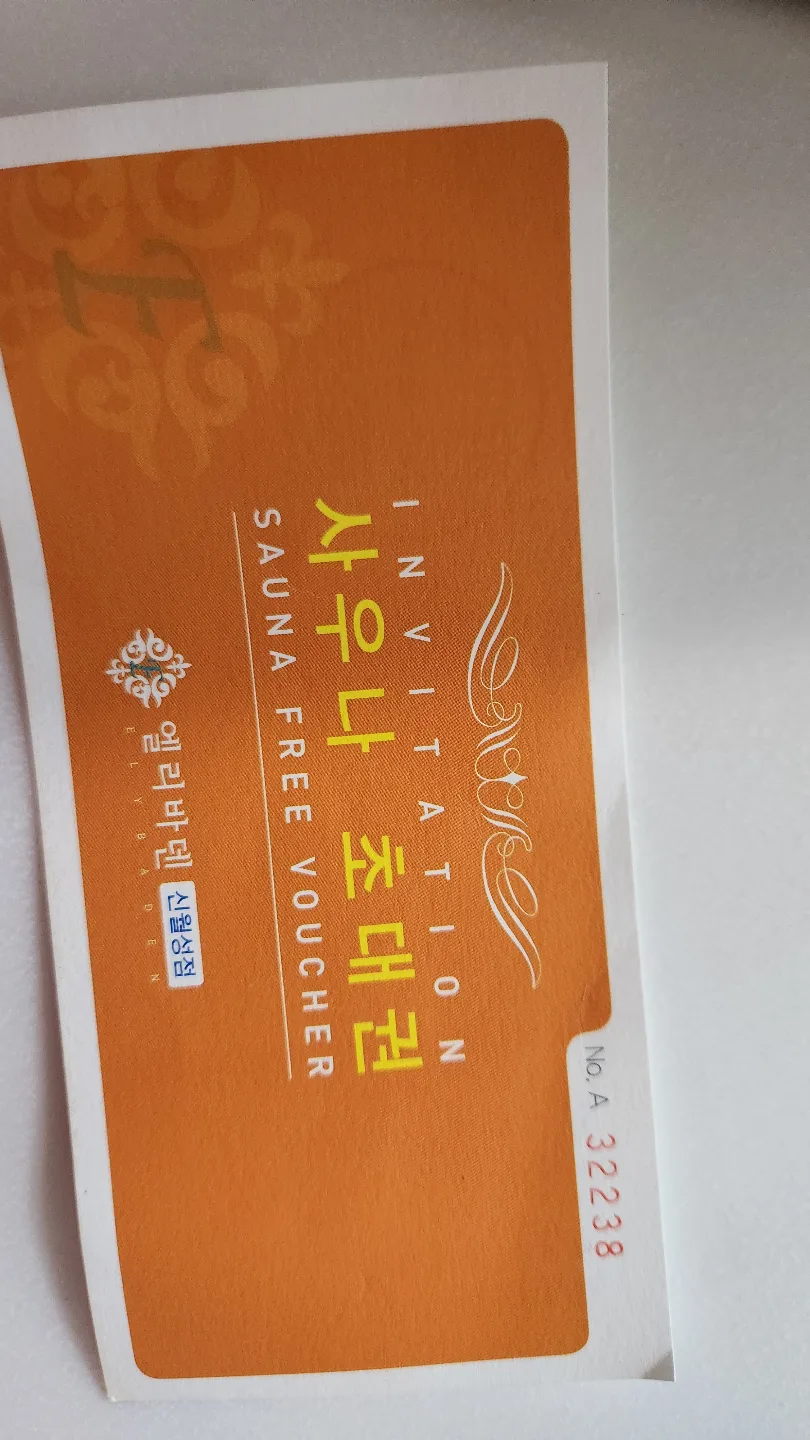 No. A 32238
INVITATION
사우나 초대권
SAUNA FREE VOUCHER
엘리바덴 신월성점
ELYBADEN